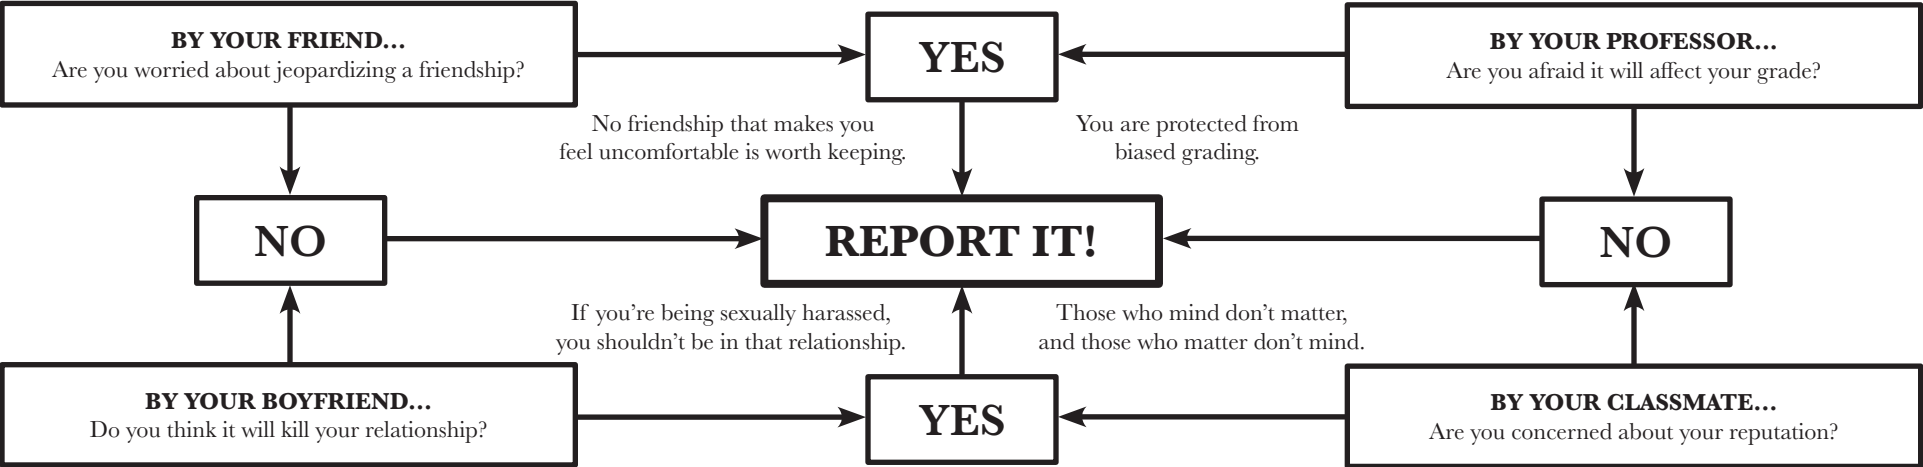 BY YOUR FRIEND...
Are you worried about jeopardizing a friendship?
YES
BY YOUR PROFESSOR...
Are you afraid it will affect your grade?
No friendship that makes you
feel uncomfortable is worth keeping.
You are protected from
biased grading.
NO
REPORT IT!
NO
If you're being sexually harassed,
you shouldn't be in that relationship.
Those who mind don't matter,
and those who matter don't mind.
BY YOUR BOYFRIEND...
Do you think it will kill your relationship?
YES
BY YOUR CLASSMATE...
Are you concerned about your reputation?